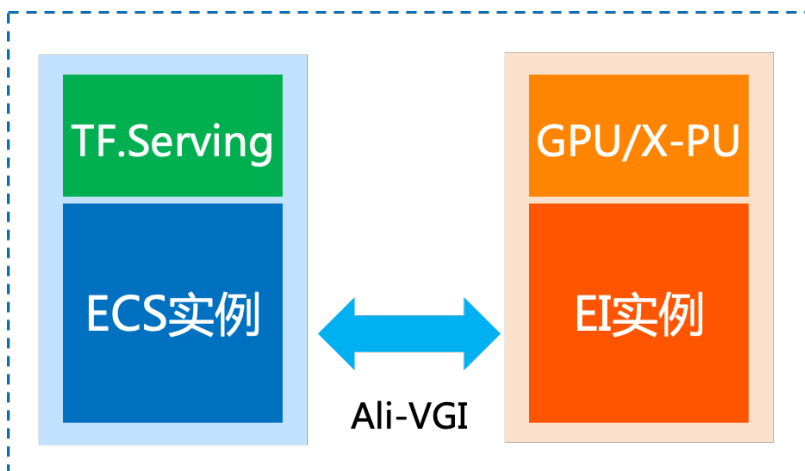 TF.Serving
ECS实例
GPU/X-PU
EI实例
Ali-VGI